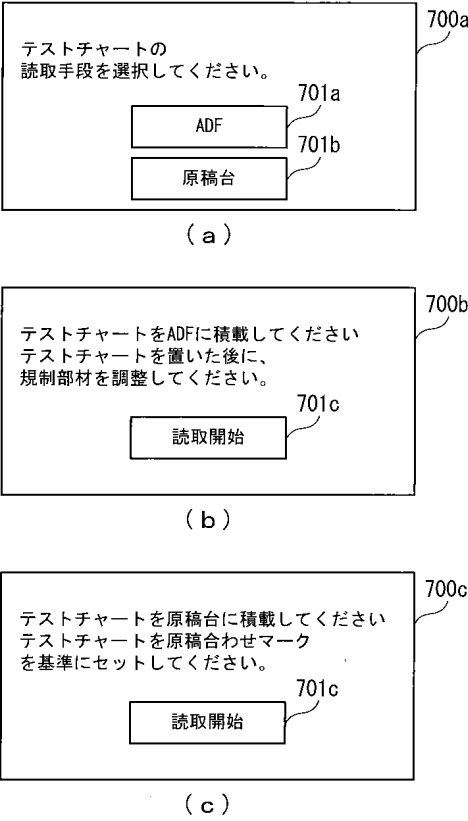 700a
テストチャートの
読取手段を選択してください。
701a
ADF
701b
原稿台
(a)
700b
テストチャートをADFに積載してください
テストチャートを置いた後に、
規制部材を調整してください。
701c
読取開始
(b)
700c
テストチャートを原稿台に積載してください
テストチャートを原稿合わせマーク
を基準にセットしてください。
701c
読取開始
(c)